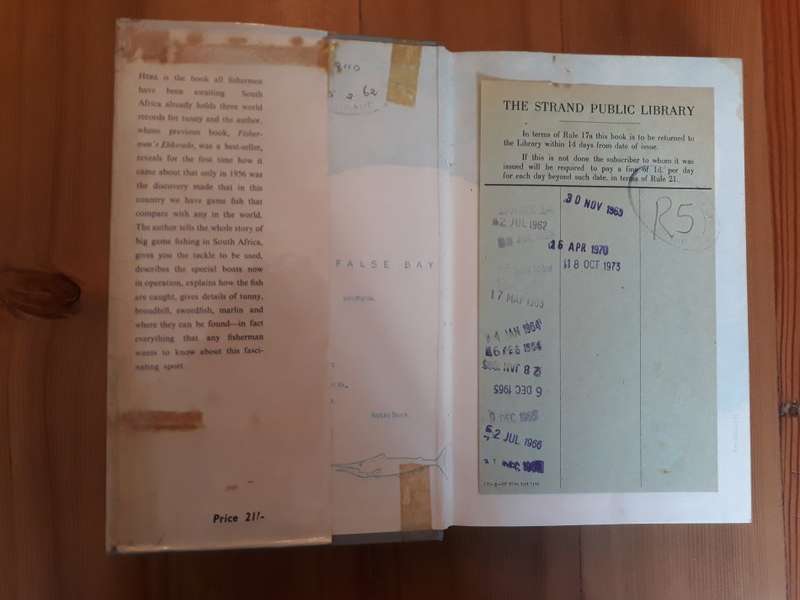 HERE is the book all fishermen
have been awaiting. South
Africa already holds three world
records for tunny and the author,
whose previous book, Fisher-
men's Eldorado, was a best-seller,
reveals for the first time how it
came about that only in 1956 was
the discovery made that in this
country we have game fish that
compare with any in the world.
The author tells the whole story of
big game fishing in South Africa,
gives you the tackle to be used,
describes the special boats now
in operation, explains how the fish
are caught, gives details of tunny,
broadbill, swordfish, marlin and
where they can be found—in fact
everything that any fisherman
wants to know about this fasci-
nating sport.
Price 21/-
2 62
FALSE BAY
THE STRAND PUBLIC LIBRARY
In terms of Rule 17a this book is to be returned to
the Library within 14 days from date of issue.
If this is not done the subscriber to whom it was
issued will be required to pay a fine of 1d. per day
for each day beyond such date, in terms of Rule 21.
R5
2 JUL 1962
17 MAY 1963
JAN 1964
6 FEB 1964
6 DEC 1965
DEC 1965
2 JUL 1966
DEC
30 NOV 1969
16 APR 1970
18 OCT 1973